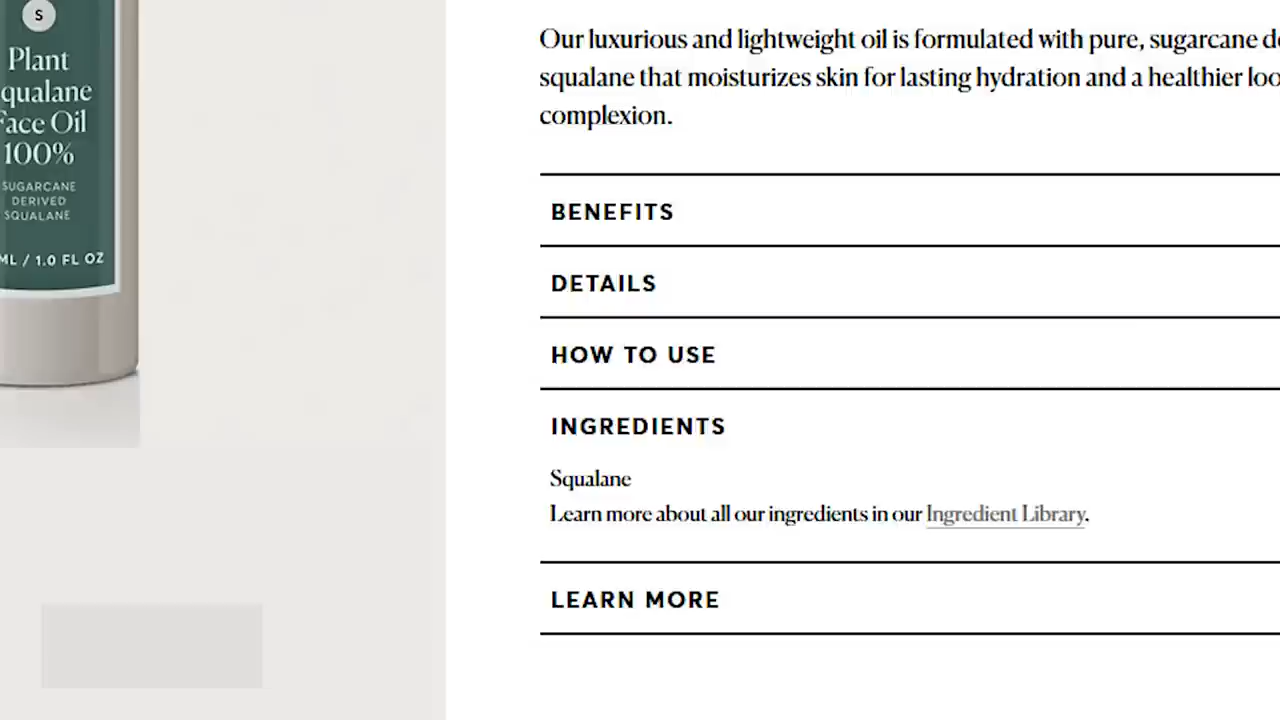 S
Plant
qualane
Face Oil
100%
SUGARCANE
DERIVED
SQUALANE
ML / 1.0 FL OZ
Our luxurious and lightweight oil is formulated with pure, sugarcane d
squalane that moisturizes skin for lasting hydration and a healthier loo
complexion.
BENEFITS
DETAILS
HOW TO USE
INGREDIENTS
Squalane
Learn more about all our ingredients in our Ingredient Library.
LEARN MORE